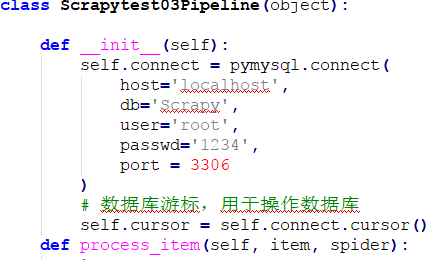 class Scrapytest03Pipeline(object):
def __init__(self):
self.connect = pymysql.connect(
host='localhost',
db='Scrapy',
user='root',
passwd='1234',
port = 3306
)
# 数据库游标，用于操作数据库
self.cursor = self.connect.cursor()
def process_item(self, item, spider):